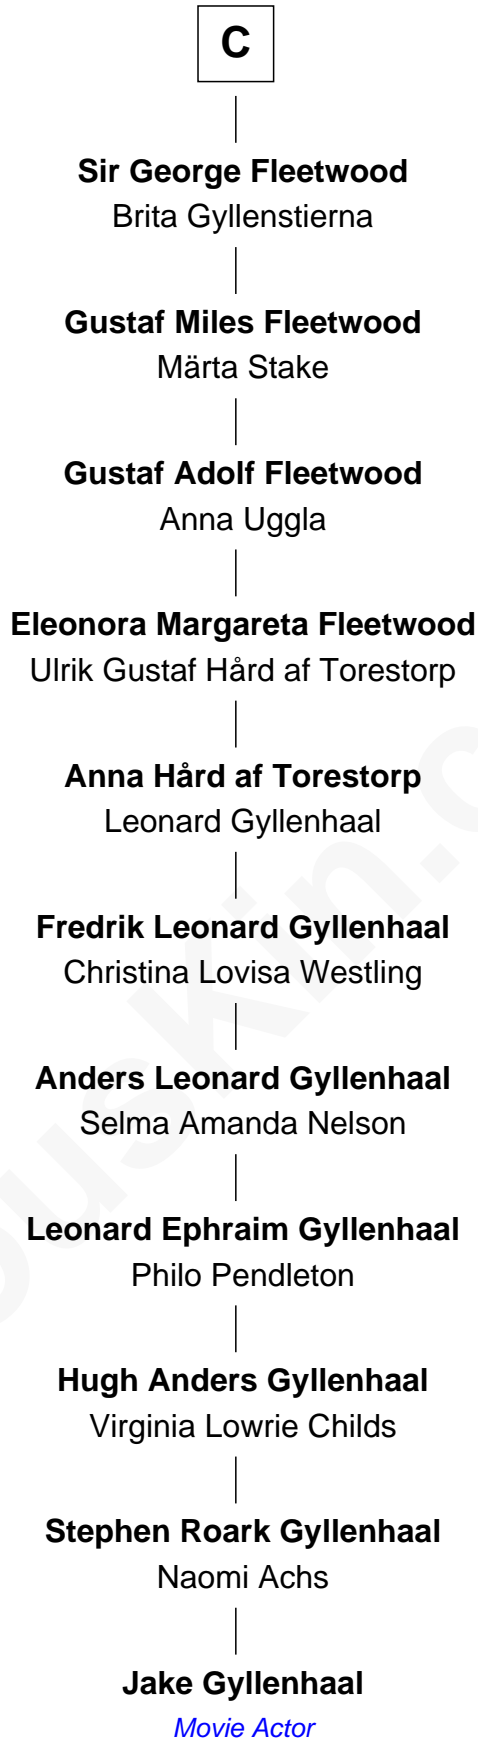 C
Sir George Fleetwood
Brita Gyllenstierna
Gustaf Miles Fleetwood
Märta Stake
Gustaf Adolf Fleetwood
Anna Uggla
Eleonora Margareta Fleetwood
Ulrik Gustaf Hård af Torestorp
Anna Hård af Torestorp
Leonard Gyllenhaal
Fredrik Leonard Gyllenhaal
Christina Lovisa Westling
Anders Leonard Gyllenhaal
Selma Amanda Nelson
Leonard Ephraim Gyllenhaal
Philo Pendleton
Hugh Anders Gyllenhaal
Virginia Lowrie Childs
Stephen Roark Gyllenhaal
Naomi Achs
Jake Gyllenhaal
Movie Actor